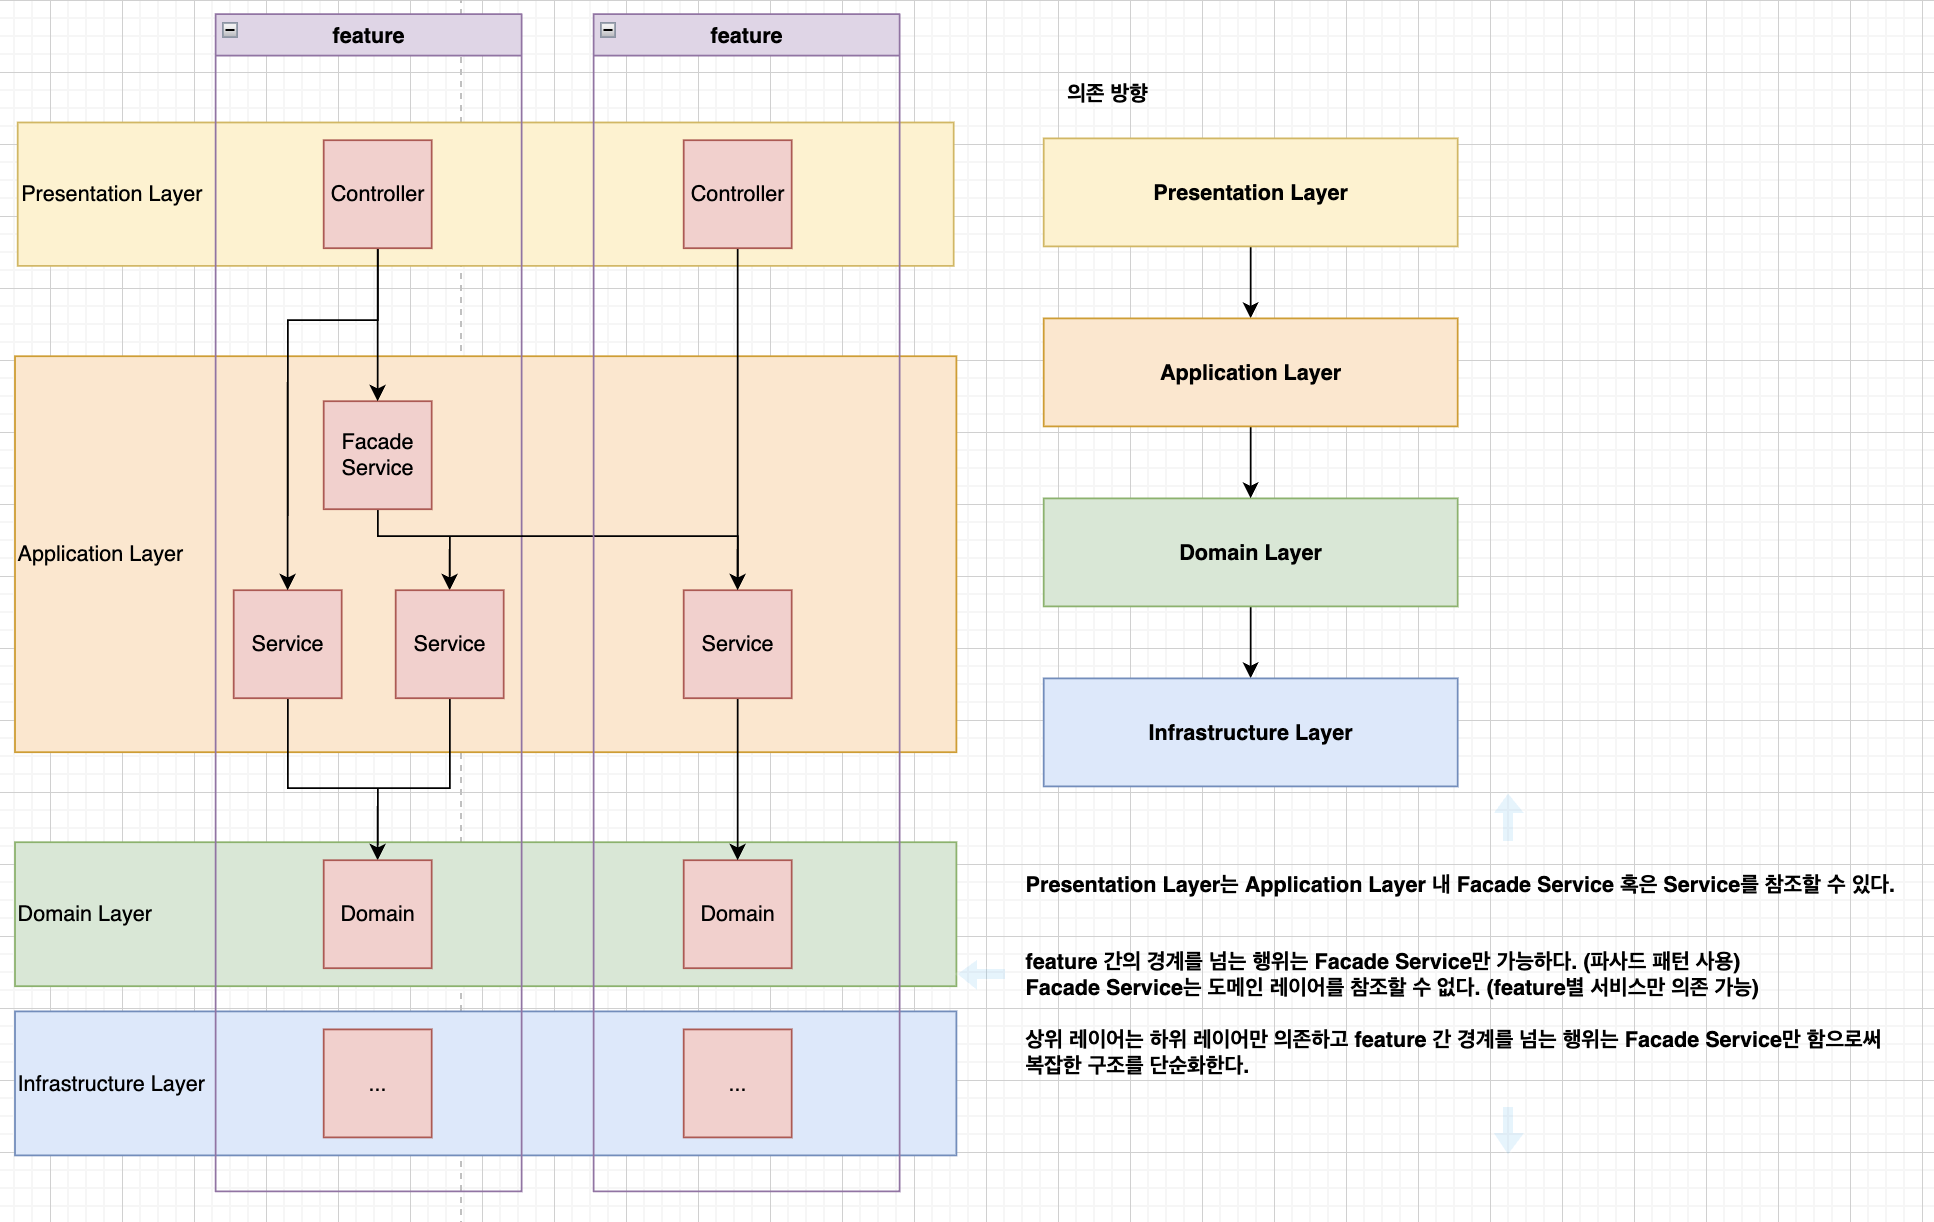 feature
feature
의존 방향
Presentation Layer
Controller
Controller
Presentation Layer
Application Layer
Facade
Service
Application Layer
Service
Service
Service
Domain Layer
Domain Layer
Domain
Domain
Infrastructure Layer
Infrastructure Layer
...
...
Presentation Layer는 Application Layer 내 Facade Service 혹은 Service를 참조할 수 있다.
feature 간의 경계를 넘는 행위는 Facade Service만 가능하다. (파사드 패턴 사용)
Facade Service는 도메인 레이어를 참조할 수 없다. (feature별 서비스만 의존 가능)
상위 레이어는 하위 레이어만 의존하고 feature 간 경계를 넘는 행위는 Facade Service만 함으로써
복잡한 구조를 단순화한다.